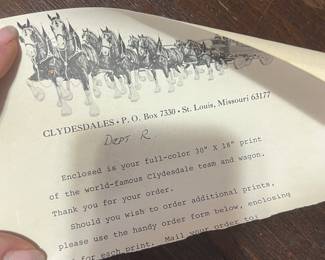 CLYDESDALES • P. O. Box 7330 • St. Louis, Missouri 63177
Dept R
Enclosed is your full-color 30" X 18" print
of the world-famous Clydesdale team and wagon.
Thank you for your order.
Should you wish to order additional prints,
please use the handy order form below, enclosing
for each print. Mail your order to: